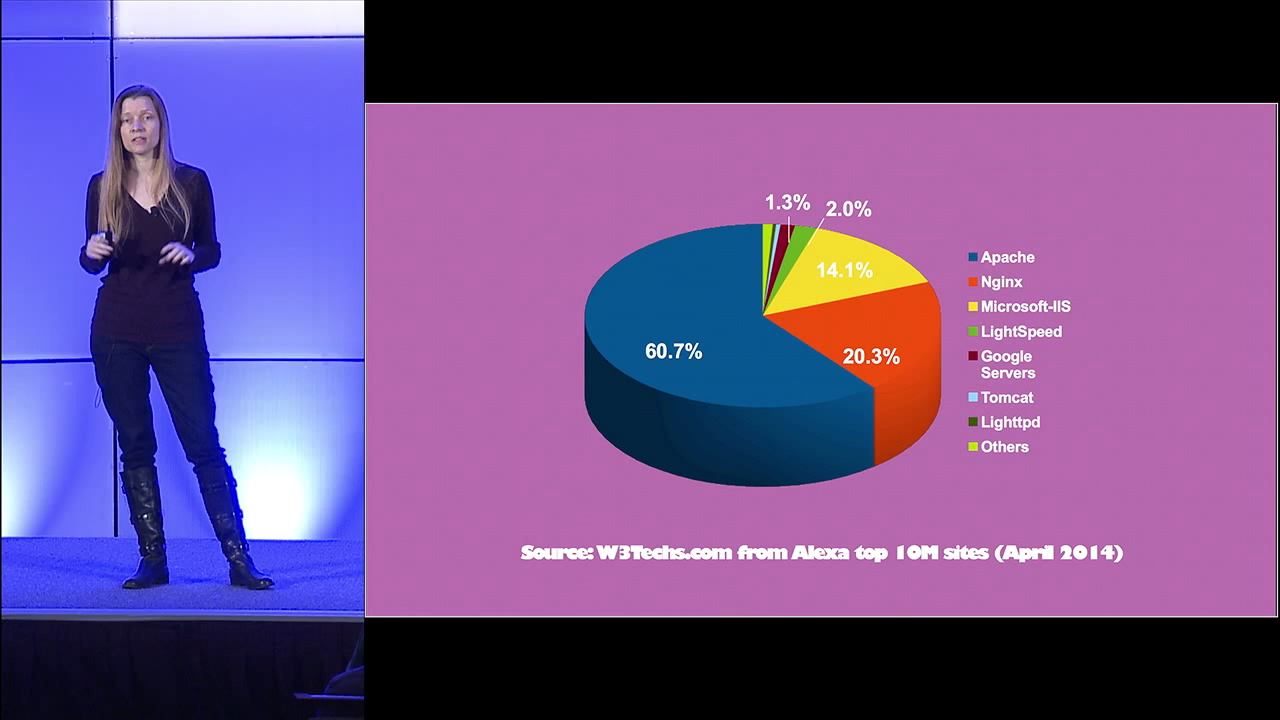 1.3%
2.0%
14.1%
60.7%
20.3%
Apache
Nginx
Microsoft-IIS
LightSpeed
Google
Servers
Tomcat
Lighttpd
Others
Source: W3Techs.com from Alexa top 10M sites (April 2014)